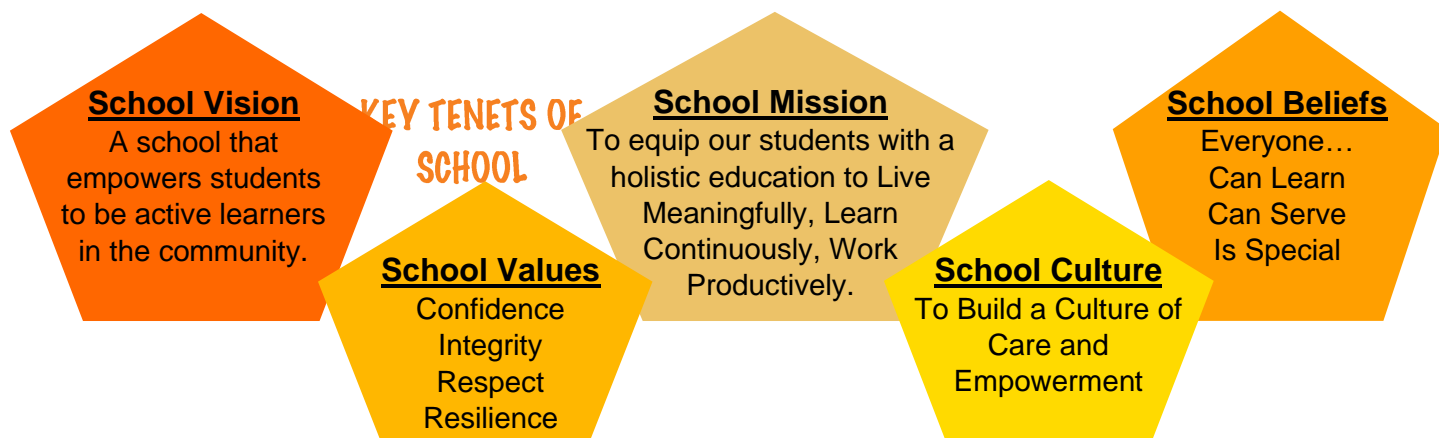 KEY TENETS OF
SCHOOL
School Vision
A school that
empowers students
to be active learners
in the community.
School Values
Confidence
Integrity
Respect
Resilience
School Mission
To equip our students with a
holistic education to Live
Meaningfully, Learn
Continuously, Work
Productively.
School Culture
To Build a Culture of
Care and
Empowerment
School Beliefs
Everyone…
Can Learn
Can Serve
Is Special